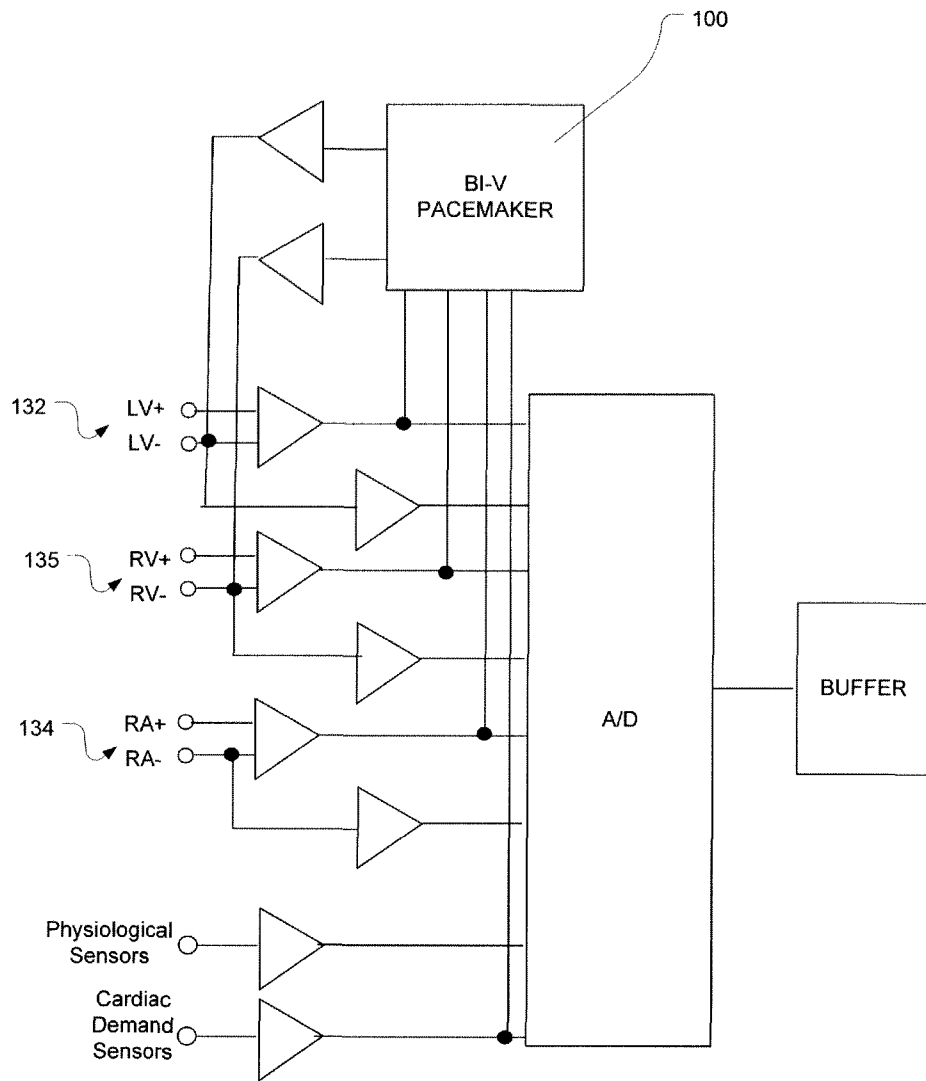 100
BI-V
PACEMAKER
132
LV+
LV-
135
RV+
RV-
134
RA+
RA-
A/D
BUFFER
Physiological
Sensors
Cardiac
Demand
Sensors